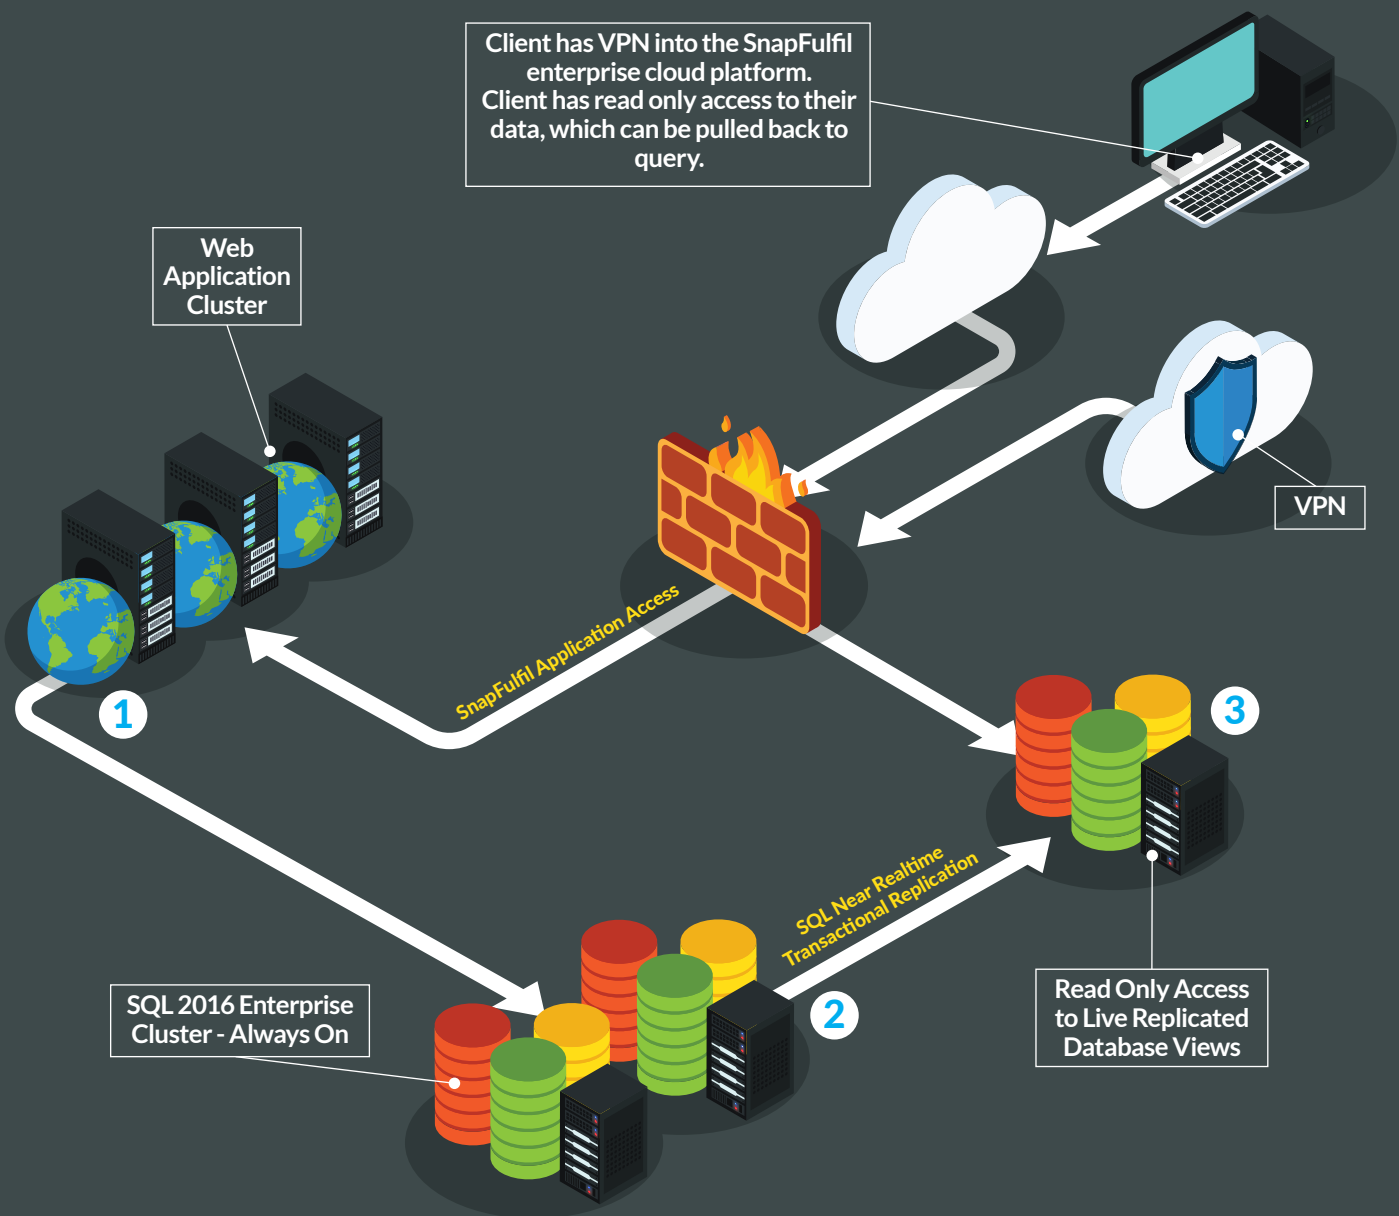 Client has VPN into the SnapFulfil
enterprise cloud platform.
Client has read only access to their
data, which can be pulled back to
query.
Web
Application
Cluster
VPN
SnapFulfil Application Access
1
3
SQL Near Realtime
Transactional Replication
SQL 2016 Enterprise
Cluster - Always On
2
Read Only Access
to Live Replicated
Database Views